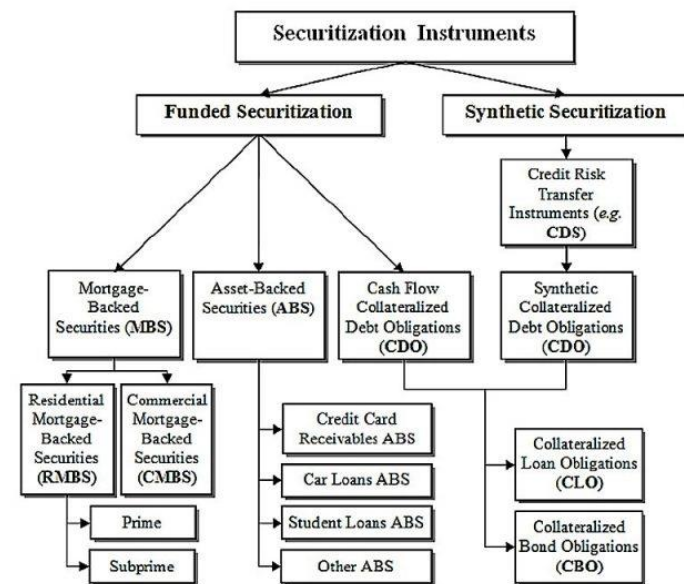 Securitization Instruments
Funded Securitization
Synthetic Securitization
Credit Risk
Transfer
Instruments (e.g.
CDS)
Mortgage-
Backed
Securities (MBS)
Asset-Backed
Securities (ABS)
Cash Flow
Collateralized
Debt Obligations
(CDO)
Synthetic
Collateralized
Debt Obligations
(CDO)
Residential
Mortgage-
Backed
Securities
(RMBS)
Commercial
Mortgage-
Backed
Securities
(CMBS)
Credit Card
Receivables ABS
Car Loans ABS
Student Loans ABS
Other ABS
Collateralized
Loan Obligations
(CLO)
Collateralized
Bond Obligations
(CBO)
Prime
Subprime